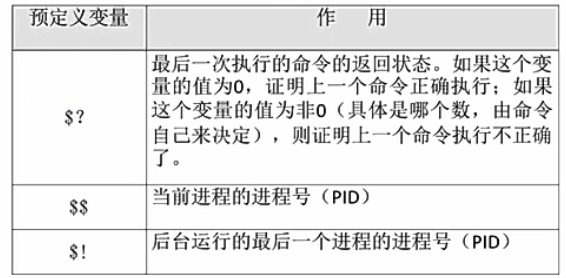 预定义变量 作 用
$?
最后一次执行的命令的返回状态。如果这个变
量的值为0，证明上一个命令正确执行；如果
这个变量的值为非0（具体是哪个数，由命令
自己来决定），则证明上一个命令执行不正确
了。
$$
当前进程的进程号（PID）
$!
后台运行的最后一个进程的进程号（PID）